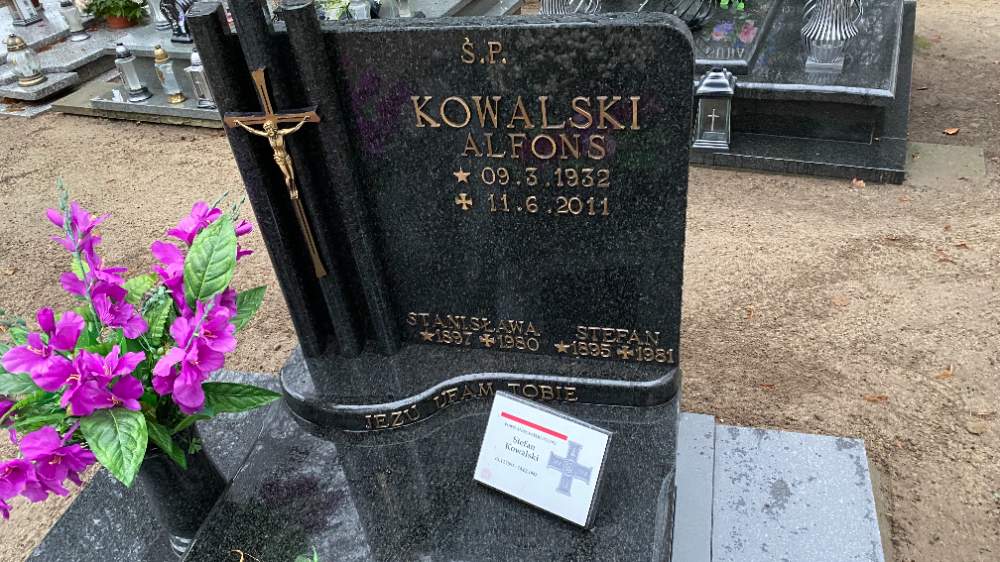 Ś.P.
KOWALSKI
ALFONS
09.3.1932
11.6.2011
STANISŁAWA STEFAN
1897 1980 1895 1981
JEZU UFAM TOBIE
Stefan
Kowalski